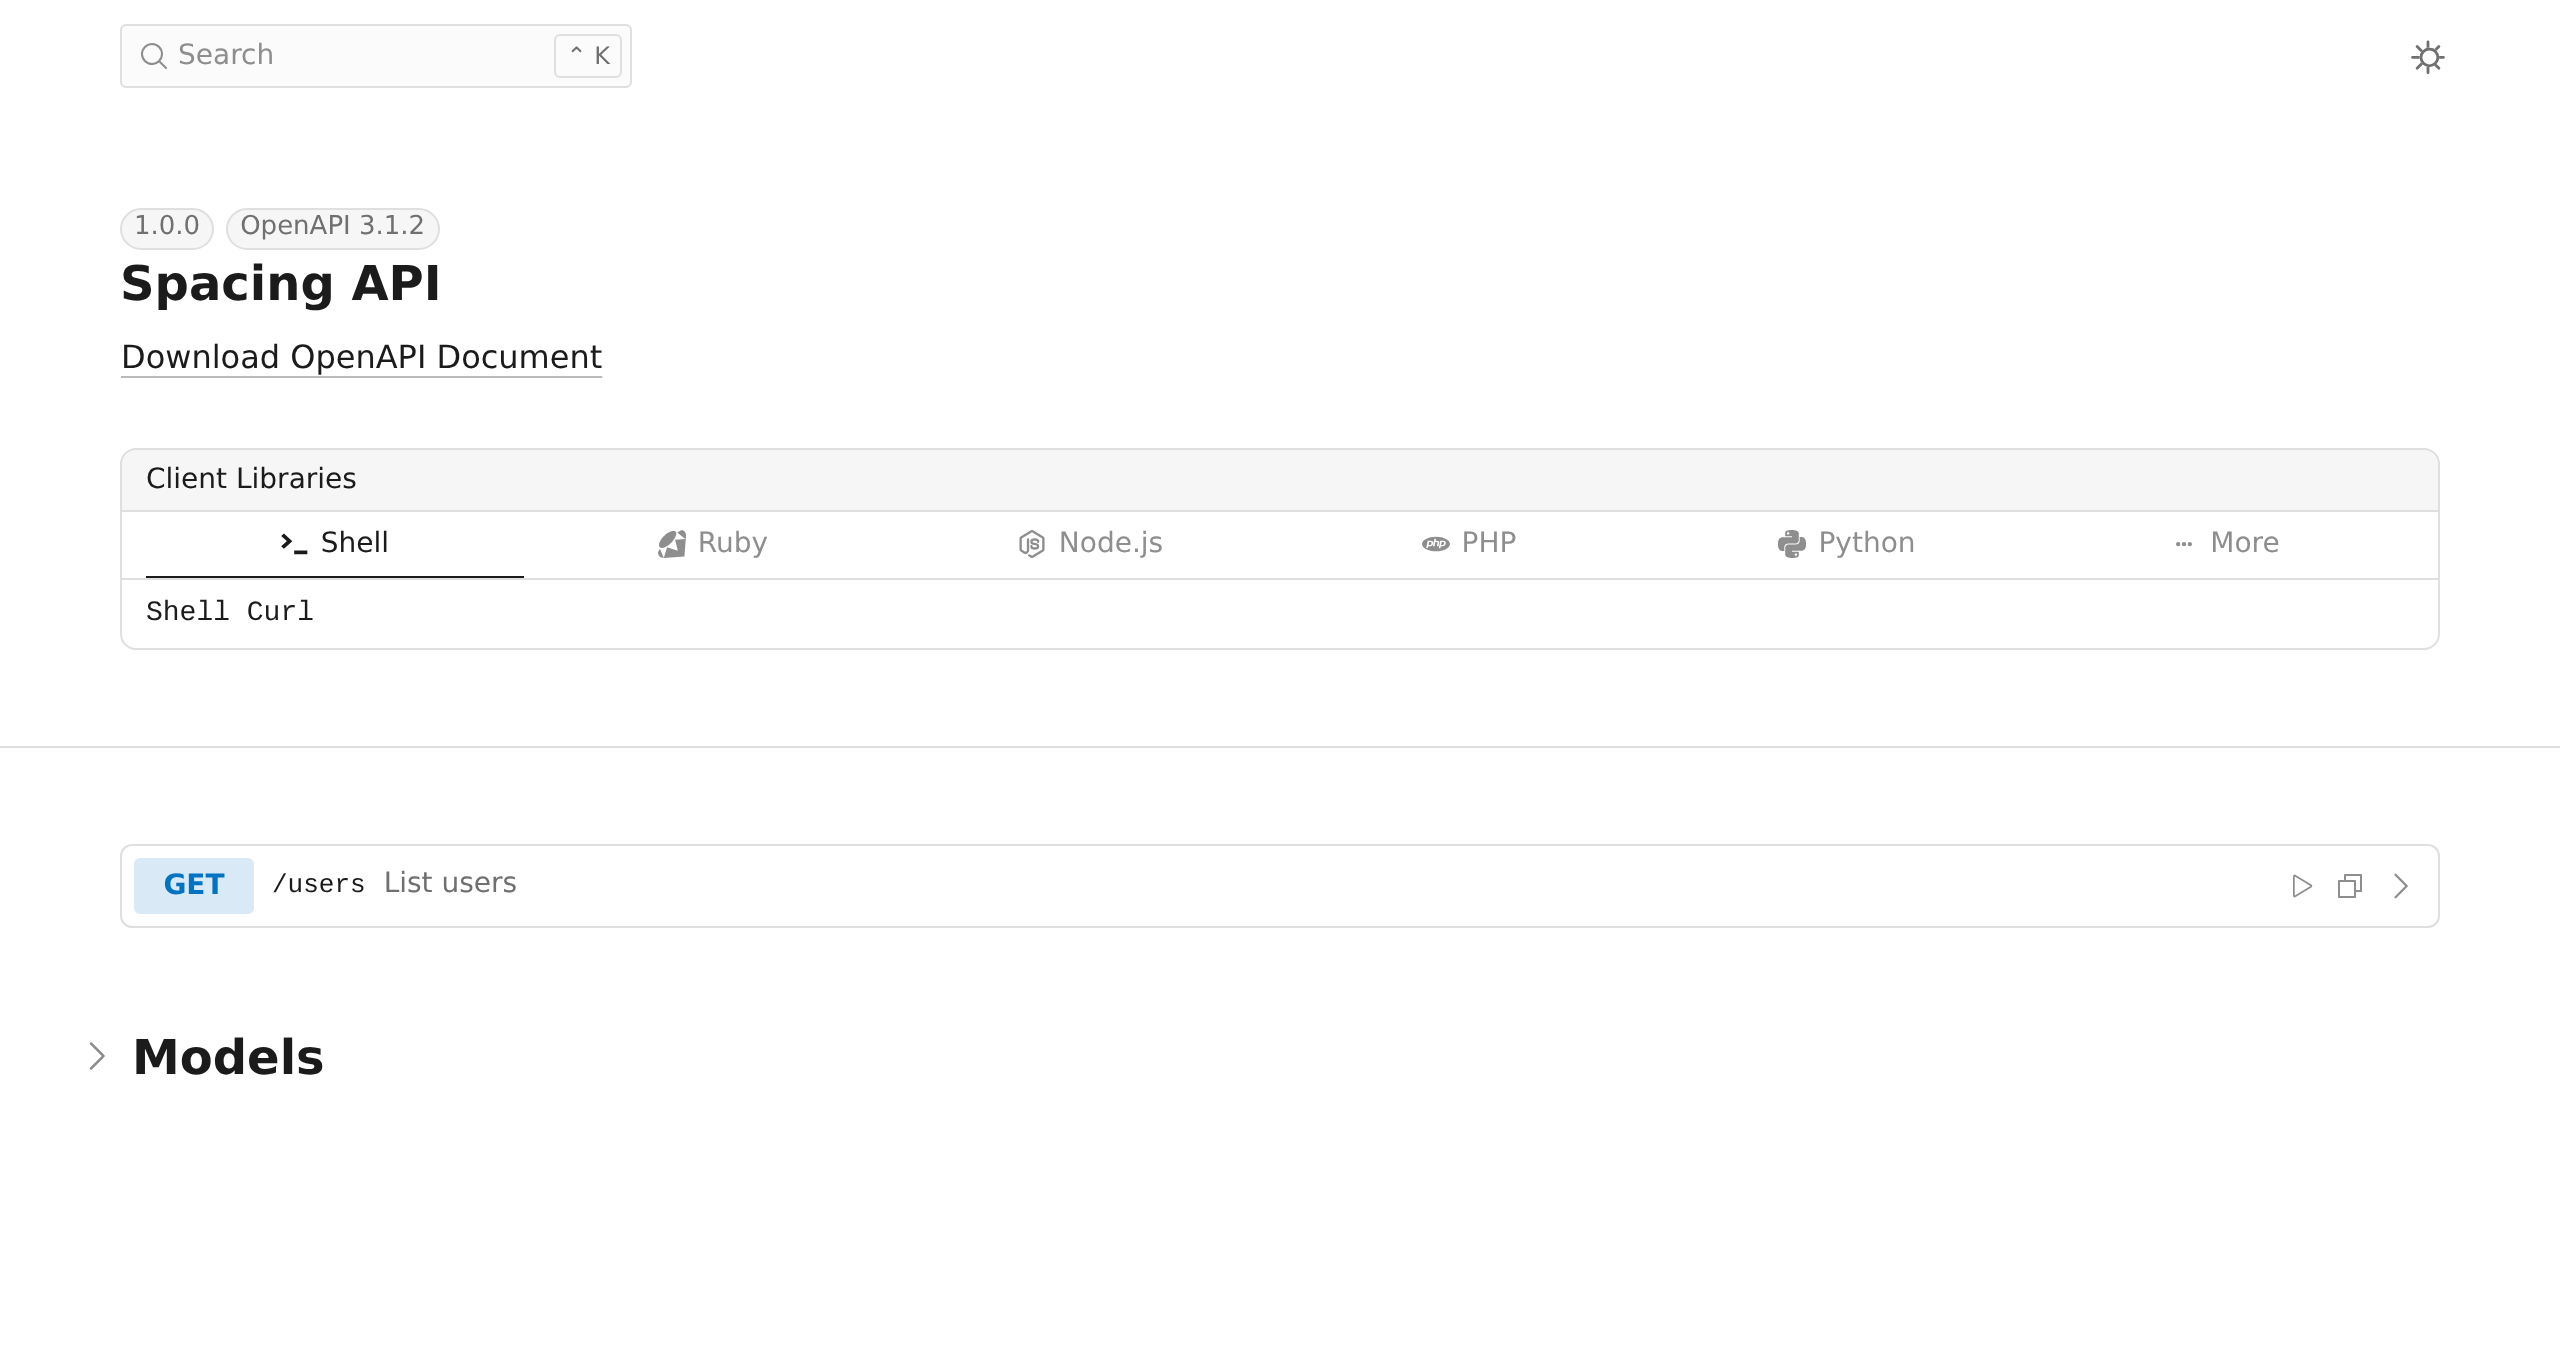 Search ⌃ K
1.0.0 OpenAPI 3.1.2
Spacing API
Download OpenAPI Document
Client Libraries
Shell Ruby Node.js PHP Python More
Shell Curl
GET /users List users
Models